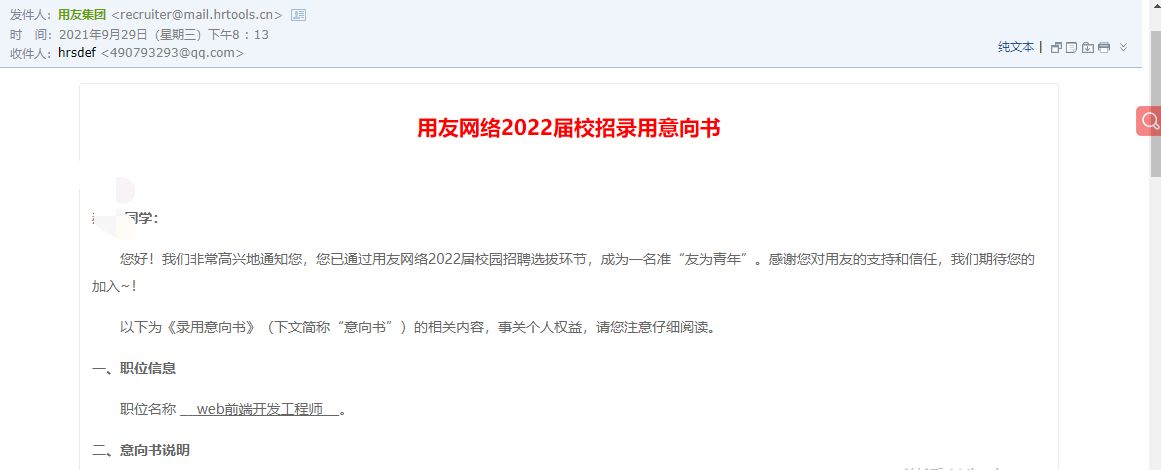 发件人：用友集团 <recruiter@mail.hrtools.cn>
时 间：2021年9月29日（星期三）下午8：13
纯文本 |
收件人：hrsdef <490793293@qq.com>
用友网络2022届校招录用意向书
同学：
您好！我们非常高兴地通知您，您已通过用友网络2022届校园招聘选拔环节，成为一名准“友为青年”。感谢您对用友的支持和信任，我们期待您的
加入~！
以下为《录用意向书》（下文简称“意向书”）的相关内容，事关个人权益，请您注意仔细阅读。
一、职位信息
职位名称 __web前端开发工程师__。
二、意向书说明